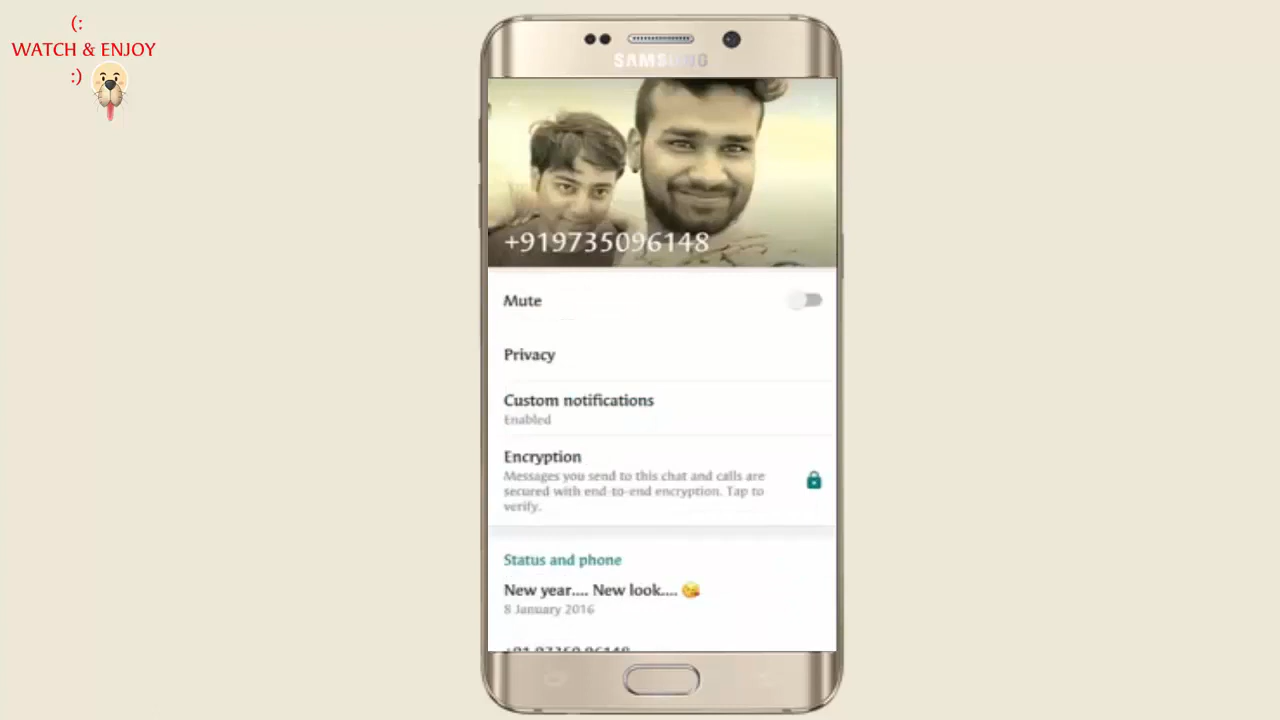 (:
WATCH & ENJOY
:)
SAMSUNG
+919735096148
Mute
Privacy
Custom notifications
Enabled
Encryption
Messages you send to this chat and calls are
secured with end-to-end encryption. Tap to
verify.
Status and phone
New year.... New look.... 😘
8 January 2016